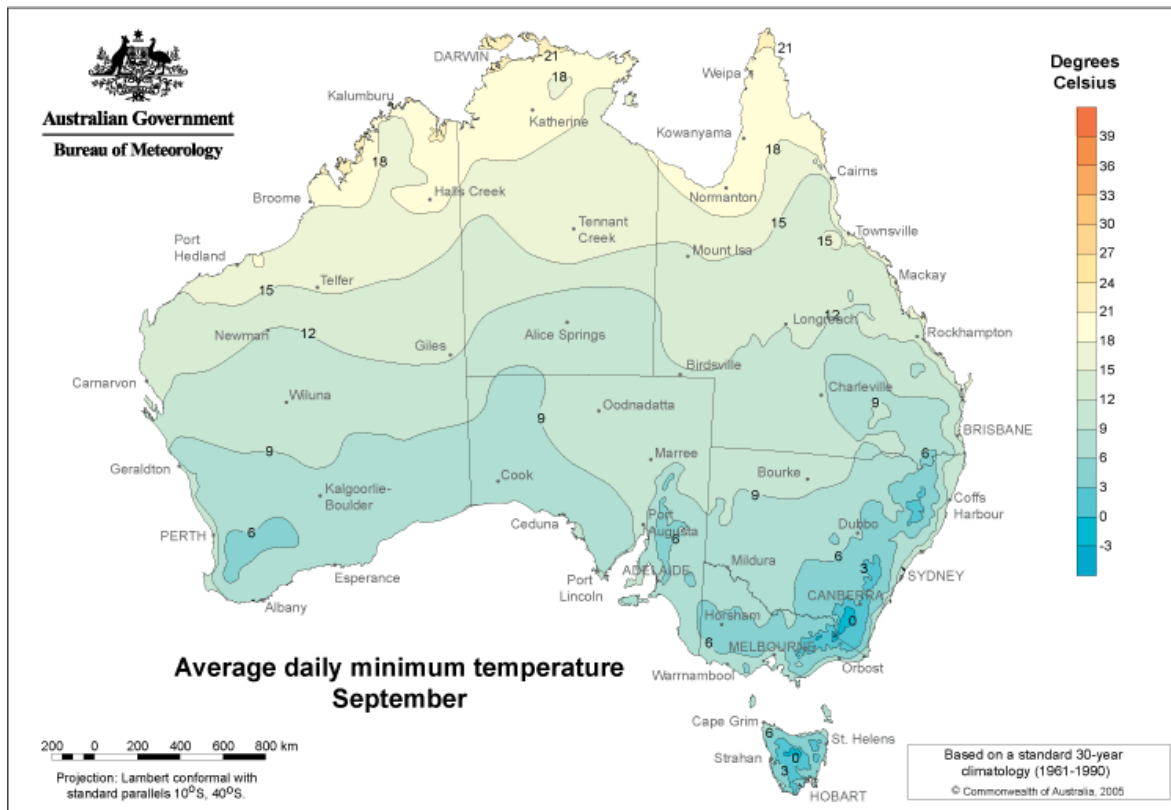 Australian Government
Bureau of Meteorology
DARWIN
21
18
Katherine
Kalumburu
18
Halls Creek
Broome
Weipa
21
Kowanyama
18
Cairns
Normanton
15
15
Townsville
Port
Hedland
Tennant
Creek
Mount Isa
Mackay
15
Telfer
12
Newman
12
Longreach
Rockhampton
Giles
Alice Springs
Carnarvon
Birdsville
Wiluna
Oodnadatta
Charleville
9
9
BRISBANE
Geraldton
9
Marree
6
Cook
Bourke
9
Kalgoorlie-
Boulder
Coffs
Harbour
PERTH
6
Ceduna
Port
Augusta
6
Dubbo
6
3
Mildura
SYDNEY
ADELAIDE
Esperance
Port
Lincoln
Albany
CANBERRA
0
Horsham
6
MELBOURNE
Warrnambool
Orbost
Cape Grim
6
St. Helens
Strahan
0
3
HOBART
Degrees
Celsius
39
36
33
30
27
24
21
18
15
12
9
6
3
0
-3
Average daily minimum temperature
September
200 0 200 400 600 800 km
Projection: Lambert conformal with
standard parallels 10°S, 40°S.
Based on a standard 30-year
climatology (1961-1990)
© Commonwealth of Australia, 2005